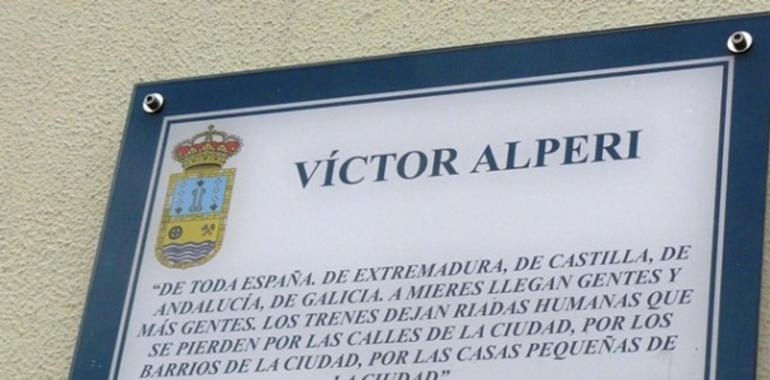 VÍCTOR ALPERI
“DE TODA ESPAÑA. DE EXTREMADURA, DE CASTILLA, DE
ANDALUCÍA, DE GALICIA. A MIERES LLEGAN GENTES Y
MÁS GENTES. LOS TRENES DEJAN RIADAS HUMANAS QUE
SE PIERDEN POR LAS CALLES DE LA CIUDAD, POR LOS
BARRIOS DE LA CIUDAD, POR LAS CASAS PEQUEÑAS DE
LA CIUDAD”